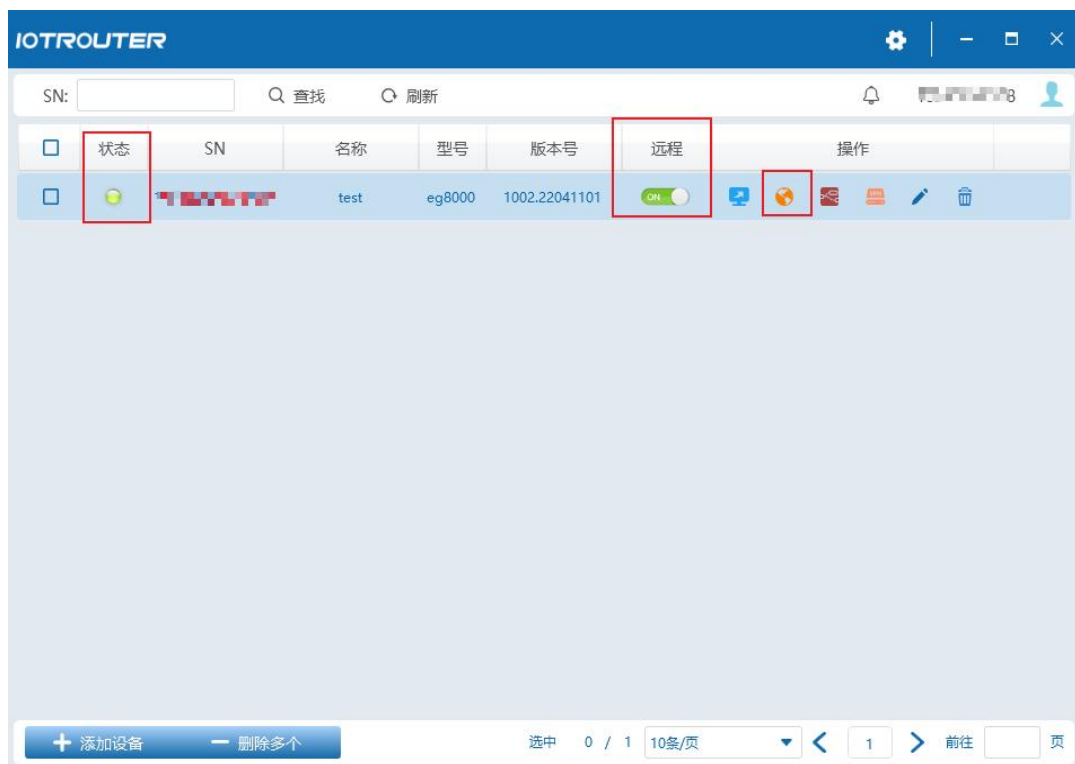 IOTROUTER
SN: 查找 刷新
状态 SN 名称 型号 版本号 远程 操作
test eg8000 1002.22041101 ON
添加设备 删除多个 选中 0 / 1 10条/页 1 前往 页